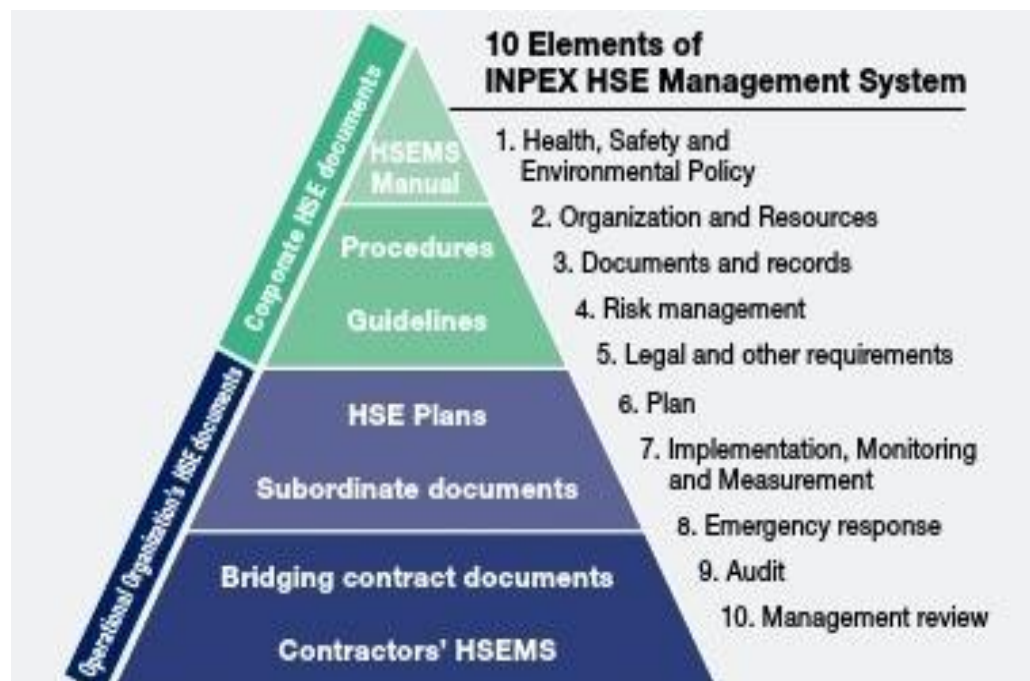 10 Elements of
INPEX HSE Management System
1. Health, Safety and
Environmental Policy
2. Organization and Resources
3. Documents and records
4. Risk management
5. Legal and other requirements
6. Plan
7. Implementation, Monitoring
and Measurement
8. Emergency response
9. Audit
10. Management review
Corporate HSE documents
HSEMS
Manual
Procedures
Guidelines
Operational Organization's HSE documents
HSE Plans
Subordinate documents
Bridging contract documents
Contractors' HSEMS